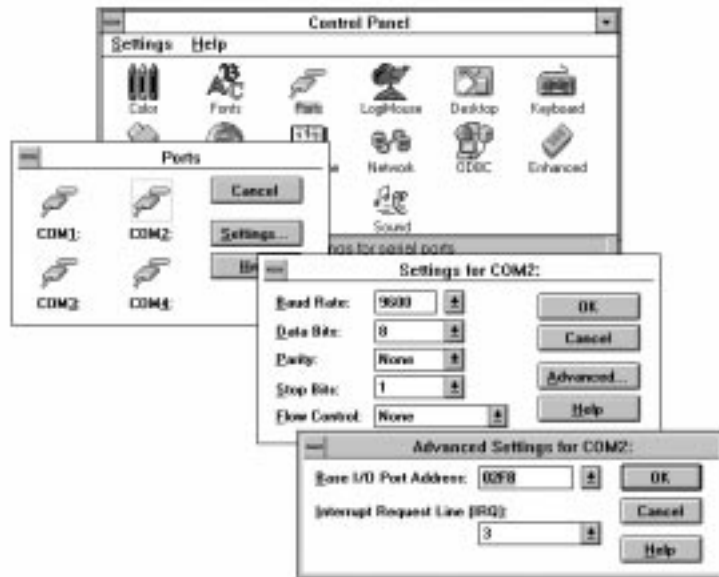 Control Panel
Settings Help
Color Fonts Ports LogiMouse Desktop Keyboard
Network ODBC Enhanced
Sound
Ports
COM1: COM2: Cancel
Settings...
COM3: COM4:
Settings for COM2:
Baud Rate: 9600 OK
Data Bits: 8 Cancel
Parity: None Advanced...
Stop Bits: 1 Help
Flow Control: None
Advanced Settings for COM2:
Base I/O Port Address: 02F8 OK
Interrupt Request Line (IRQ): Cancel
3 Help
for serial ports